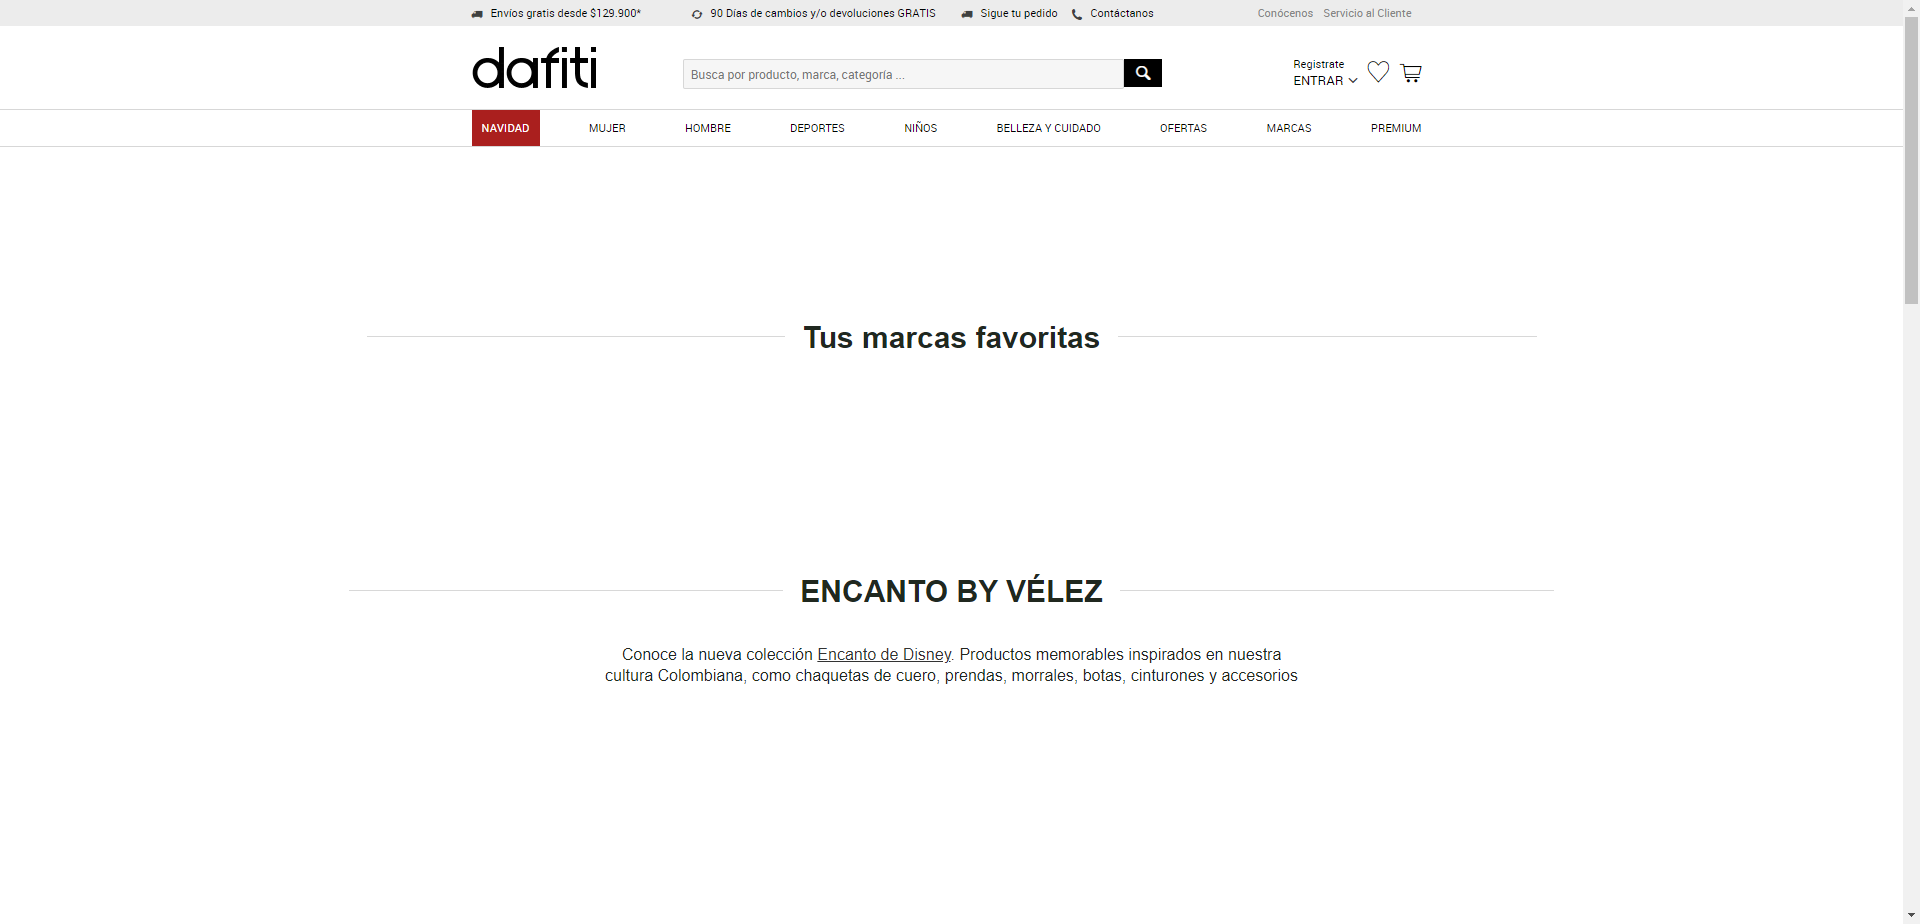 Envíos gratis desde $129.900*
90 Días de cambios y/o devoluciones GRATIS
Sigue tu pedido
Contáctanos
Conócenos
Servicio al Cliente
dafiti
Busca por producto, marca, categoría ...
Registrate
ENTRAR
NAVIDAD
MUJER
HOMBRE
DEPORTES
NIÑOS
BELLEZA Y CUIDADO
OFERTAS
MARCAS
PREMIUM
Tus marcas favoritas
ENCANTO BY VÉLEZ
Conoce la nueva colección Encanto de Disney. Productos memorables inspirados en nuestra
cultura Colombiana, como chaquetas de cuero, prendas, morrales, botas, cinturones y accesorios